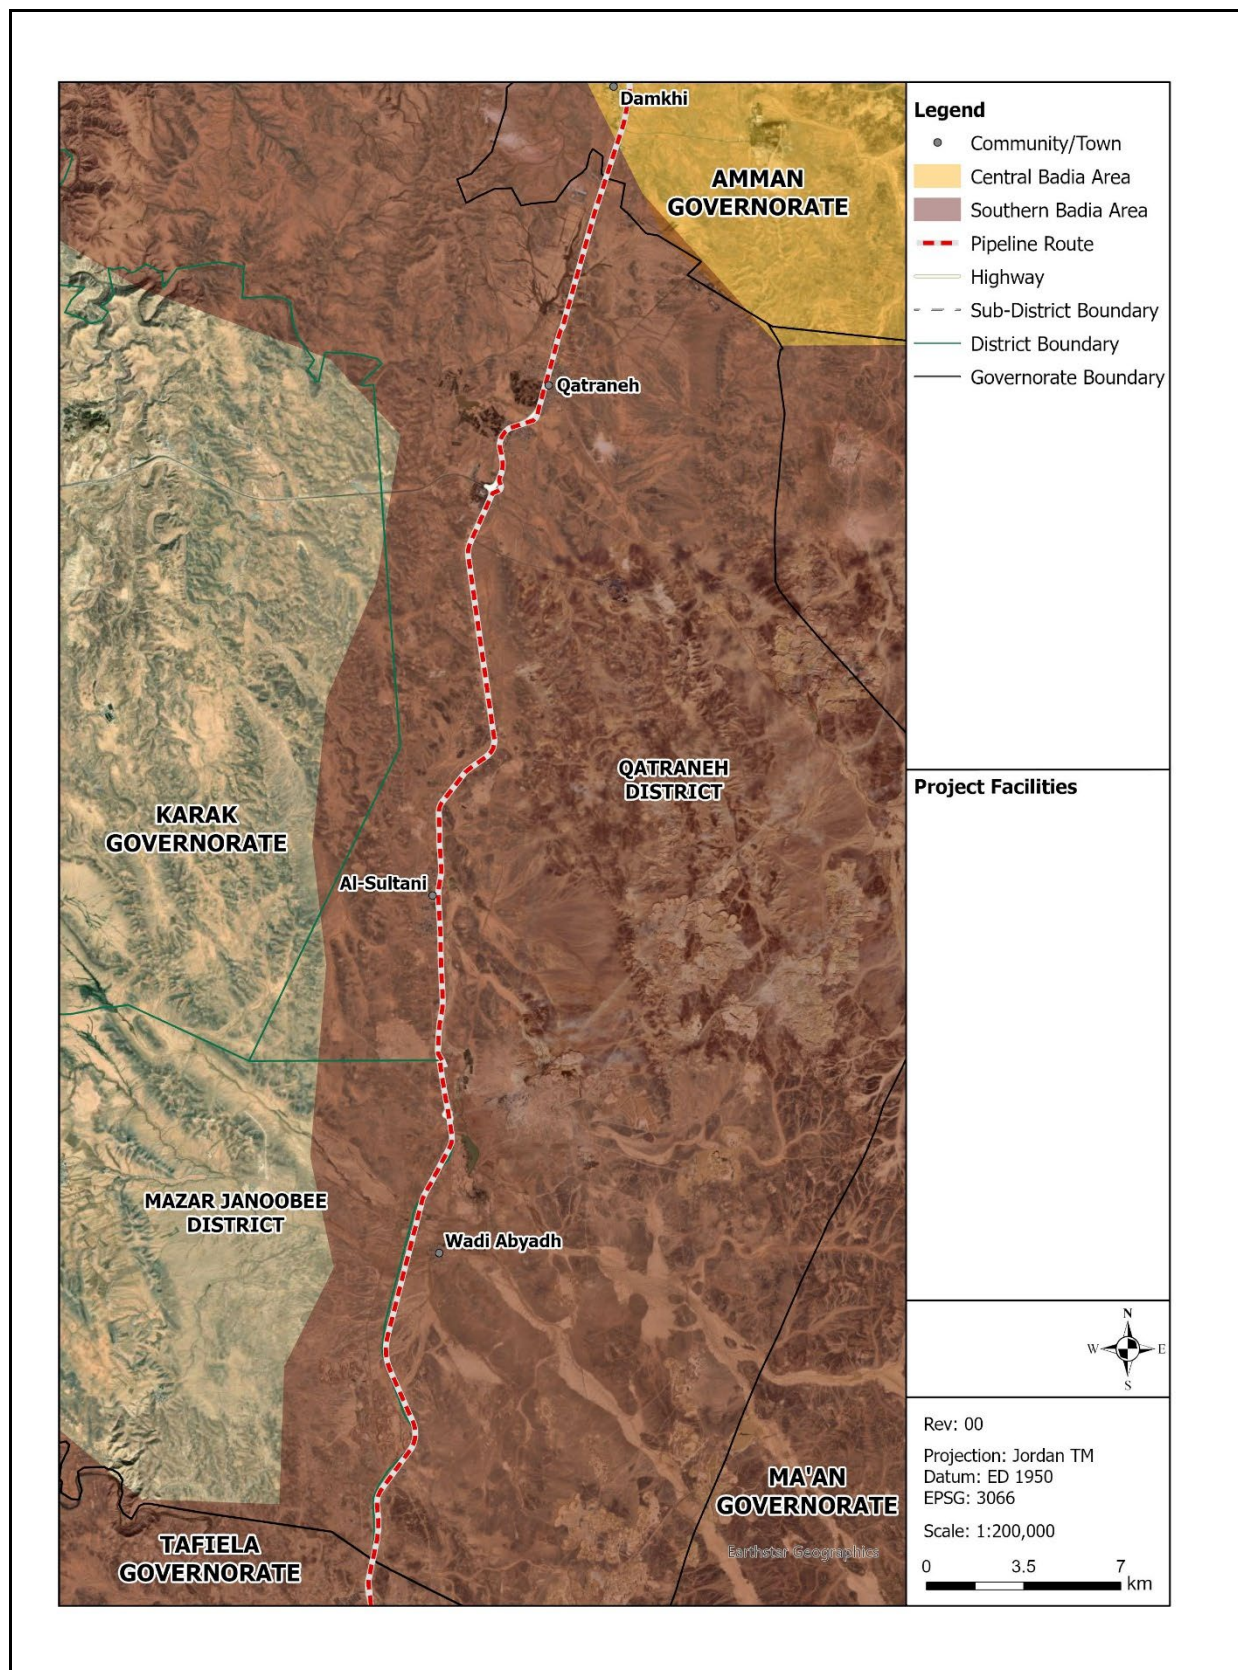 Damkhi
AMMAN
GOVERNORATE
Qatraneh
QATRANEH
DISTRICT
KARAK
GOVERNORATE
Al-Sultani
MAZAR JANOOBEE
DISTRICT
Wadi Abyadh
MA'AN
GOVERNORATE
TAFIELA
GOVERNORATE
Earthstar Geographics
Legend
Community/Town
Central Badia Area
Southern Badia Area
Pipeline Route
Highway
Sub-District Boundary
District Boundary
Governorate Boundary
Project Facilities
N
W E
S
Rev: 00
Projection: Jordan TM
Datum: ED 1950
EPSG: 3066
Scale: 1:200,000
0 3.5 7
km